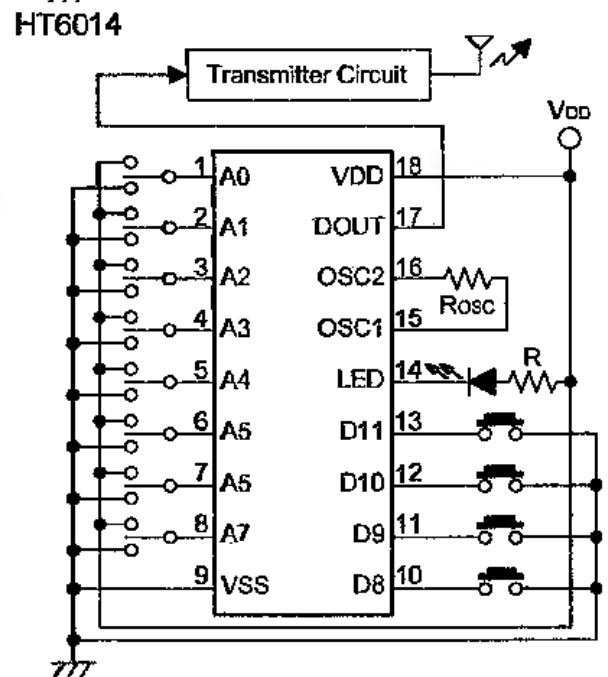 HT6014
Transmitter Circuit
VDD
1 A0 VDD 18
2 A1 DOUT 17
3 A2 OSC2 16
ROSC
4 A3 OSC1 15
5 A4 LED 14 R
6 A5 D11 13
7 A5 D10 12
8 A7 D9 11
9 VSS D8 10